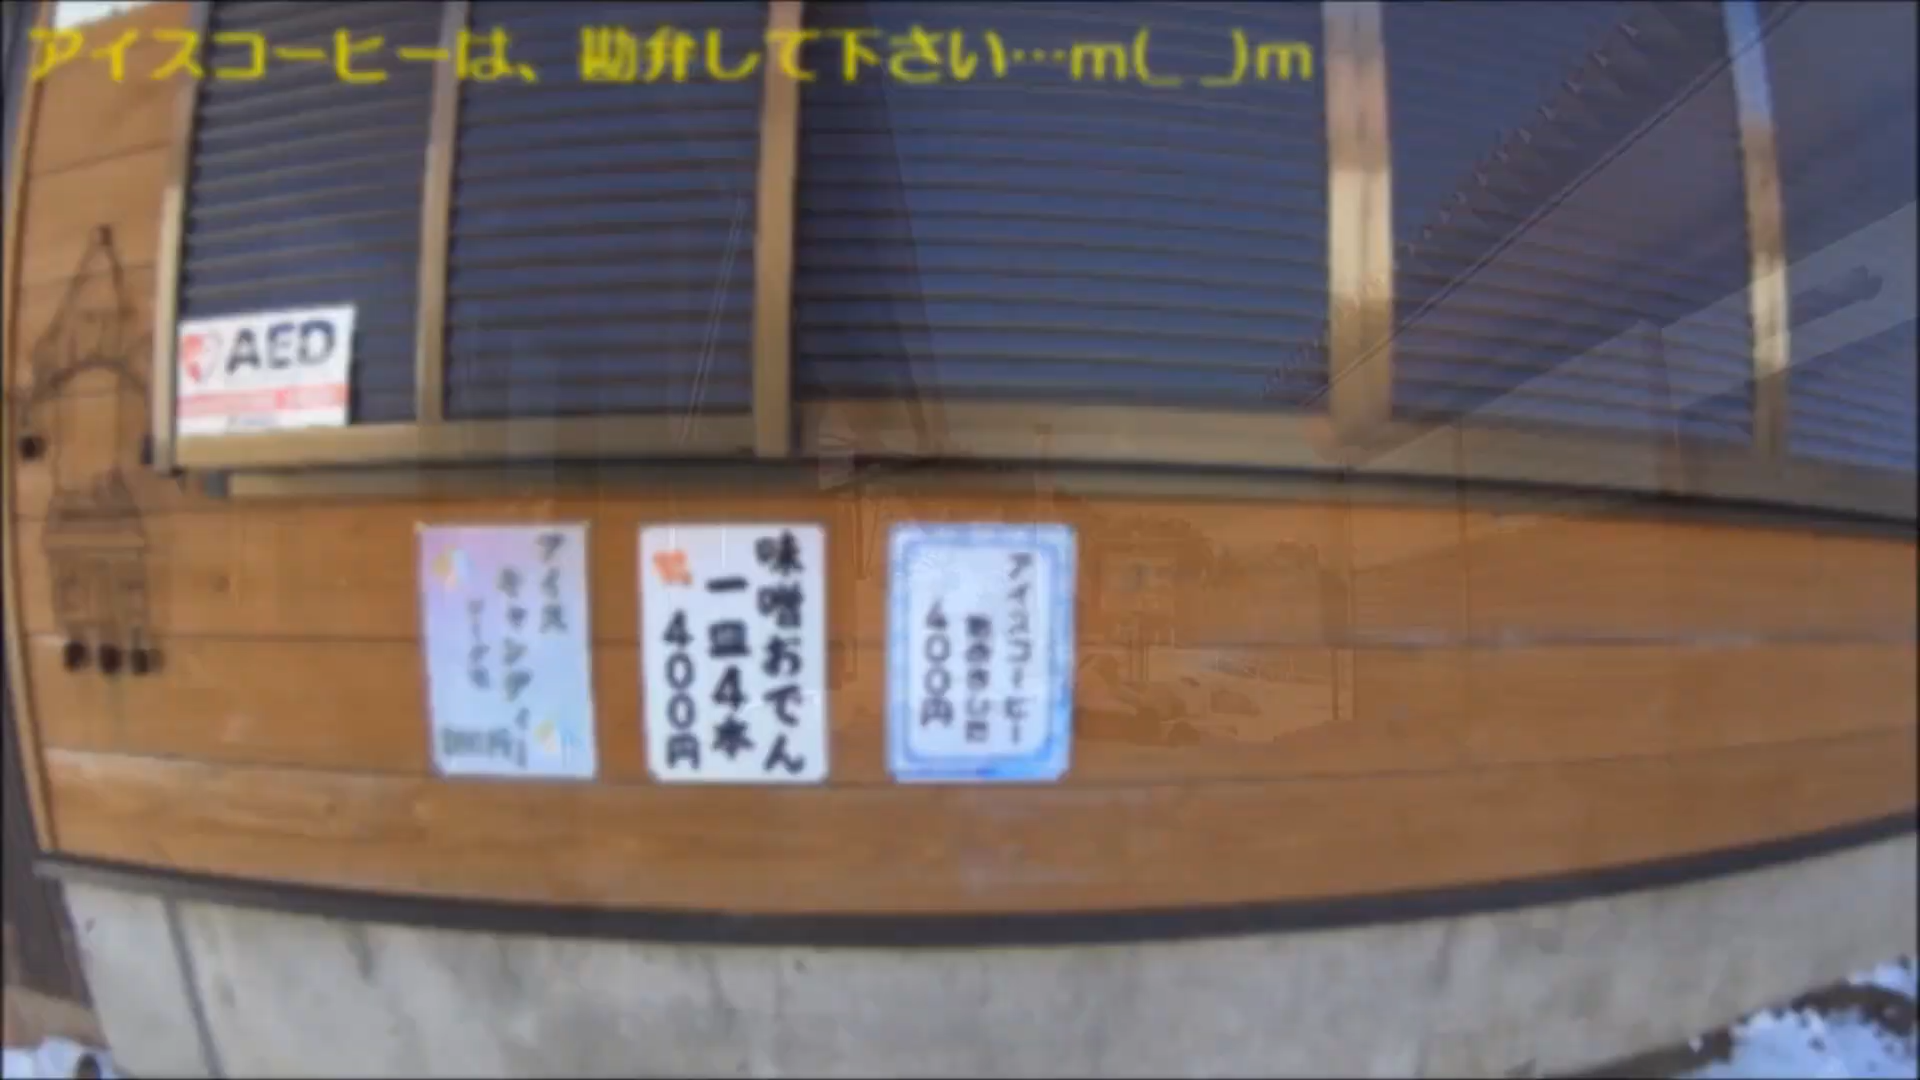 アイスコーヒーは、勘弁して下さい…m(_ _)m
AED
アイス
キャンディー
味噌おでん
一皿4本
400円
アイスコーヒー
400円